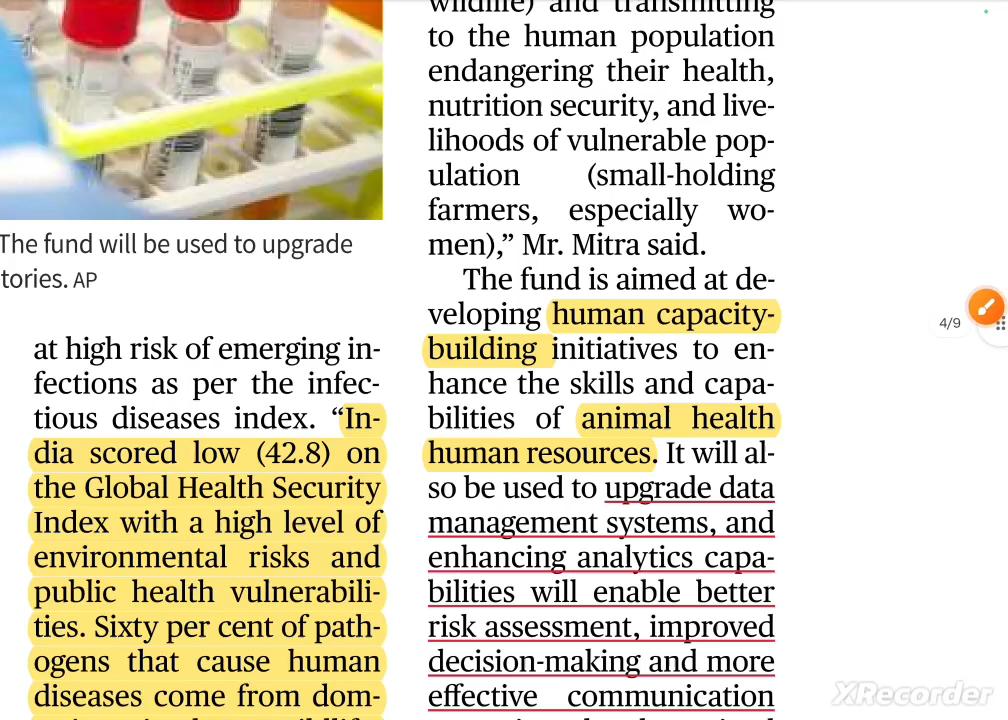 The fund will be used to upgrade
tories. AP
at high risk of emerging in-
fections as per the infec-
tious diseases index. “In-
dia scored low (42.8) on
the Global Health Security
Index with a high level of
environmental risks and
public health vulnerabili-
ties. Sixty per cent of path-
ogens that cause human
diseases come from dom-
wildlife) and transmitting
to the human population
endangering their health,
nutrition security, and live-
lihoods of vulnerable pop-
ulation (small-holding
farmers, especially wo-
men),” Mr. Mitra said.
The fund is aimed at de-
veloping human capacity-
building initiatives to en-
hance the skills and capa-
bilities of animal health
human resources. It will al-
so be used to upgrade data
management systems, and
enhancing analytics capa-
bilities will enable better
risk assessment, improved
decision-making and more
effective communication
4/9
XRecorder